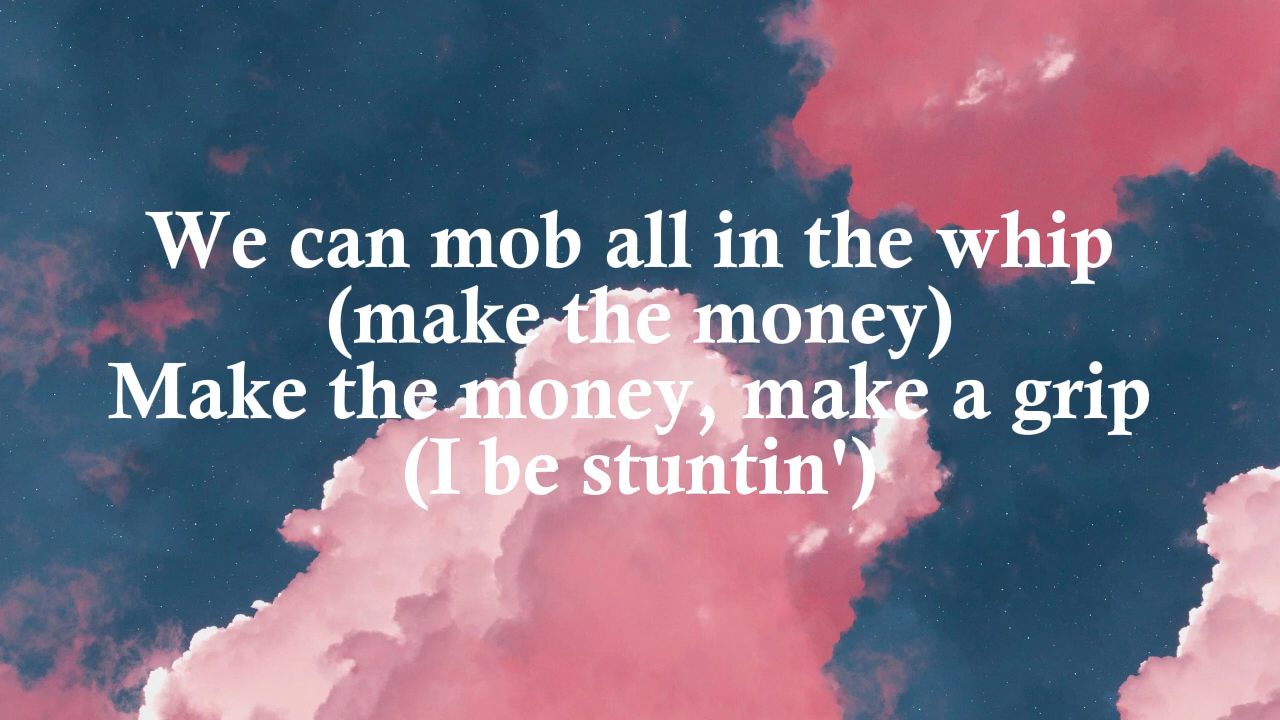 We can mob all in the whip
(make the money)
Make the money, make a grip
(I be stuntin')